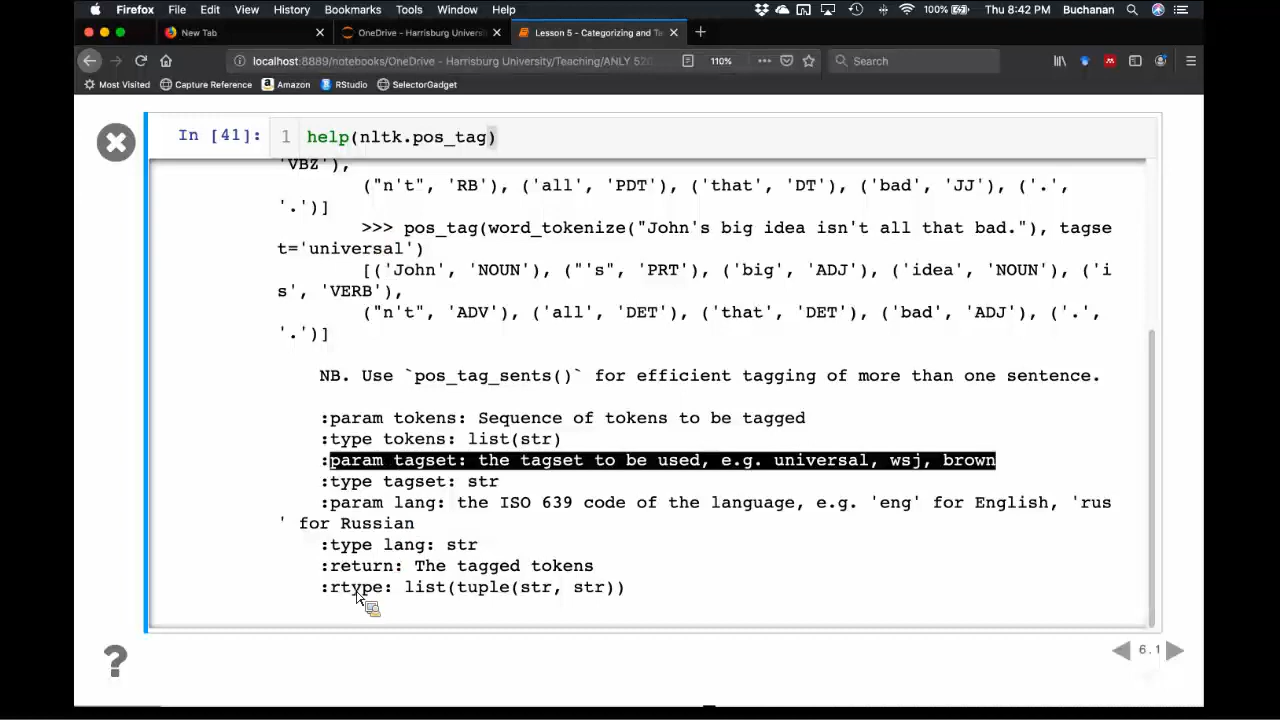 Firefox File Edit View History Bookmarks Tools Window Help 100% Thu 8:42 PM Buchanan
New Tab OneDrive - Harrisburg Universi Lesson 5 - Categorizing and Ta
localhost:8889/notebooks/OneDrive - Harrisburg University/Teaching/ANLY 520 110% Search
Most Visited Capture Reference Amazon RStudio SelectorGadget
In [41]: 1 help(nltk.pos_tag)
'VBZ'),
("n't", 'RB'), ('all', 'PDT'), ('that', 'DT'), ('bad', 'JJ'), ('.',
'.')]
>>> pos_tag(word_tokenize("John's big idea isn't all that bad."), tagse
t='universal')
[('John', 'NOUN'), ("'s", 'PRT'), ('big', 'ADJ'), ('idea', 'NOUN'), ('i
s', 'VERB'),
("n't", 'ADV'), ('all', 'DET'), ('that', 'DET'), ('bad', 'ADJ'), ('.',
'.')]
NB. Use `pos_tag_sents()` for efficient tagging of more than one sentence.
:param tokens: Sequence of tokens to be tagged
:type tokens: list(str)
:param tagset: the tagset to be used, e.g. universal, wsj, brown
:type tagset: str
:param lang: the ISO 639 code of the language, e.g. 'eng' for English, 'rus
' for Russian
:type lang: str
:return: The tagged tokens
:rtype: list(tuple(str, str))
? 6.1